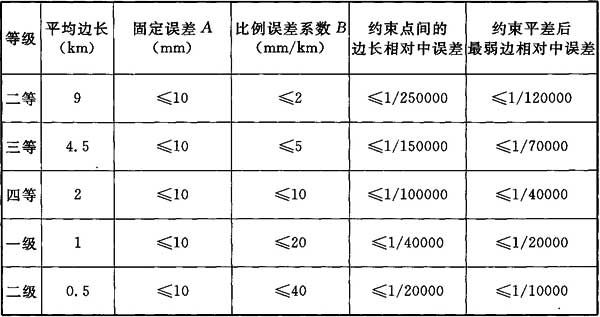 等级 平均边长（km） 固定误差 A（mm） 比例误差系数 B（mm/km） 约束点间的边长相对中误差 约束平差后最弱边相对中误差
二等 9 ≤10 ≤2 ≤1/250000 ≤1/120000
三等 4.5 ≤10 ≤5 ≤1/150000 ≤1/70000
四等 2 ≤10 ≤10 ≤1/100000 ≤1/40000
一级 1 ≤10 ≤20 ≤1/40000 ≤1/20000
二级 0.5 ≤10 ≤40 ≤1/20000 ≤1/10000